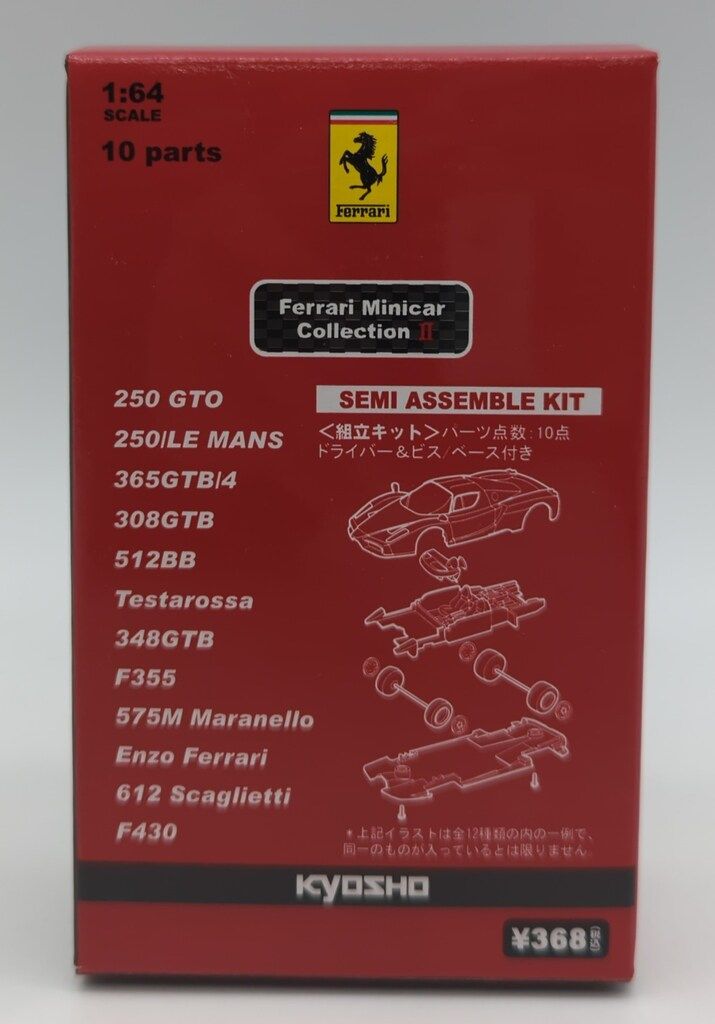 1:64
SCALE
10 parts
Ferrari
Ferrari Minicar
Collection II
250 GTO
250/LE MANS
365GTB/4
308GTB
512BB
Testarossa
348GTB
F355
575M Maranello
Enzo Ferrari
612 Scaglietti
F430
SEMI ASSEMBLE KIT
<組立キット>パーツ点数:10点
ドライバー&ビス/ベース付き
*上記イラストは全12種類の内の一例で、
同一のものが入っているとは限りません。
KYOSHO
¥368